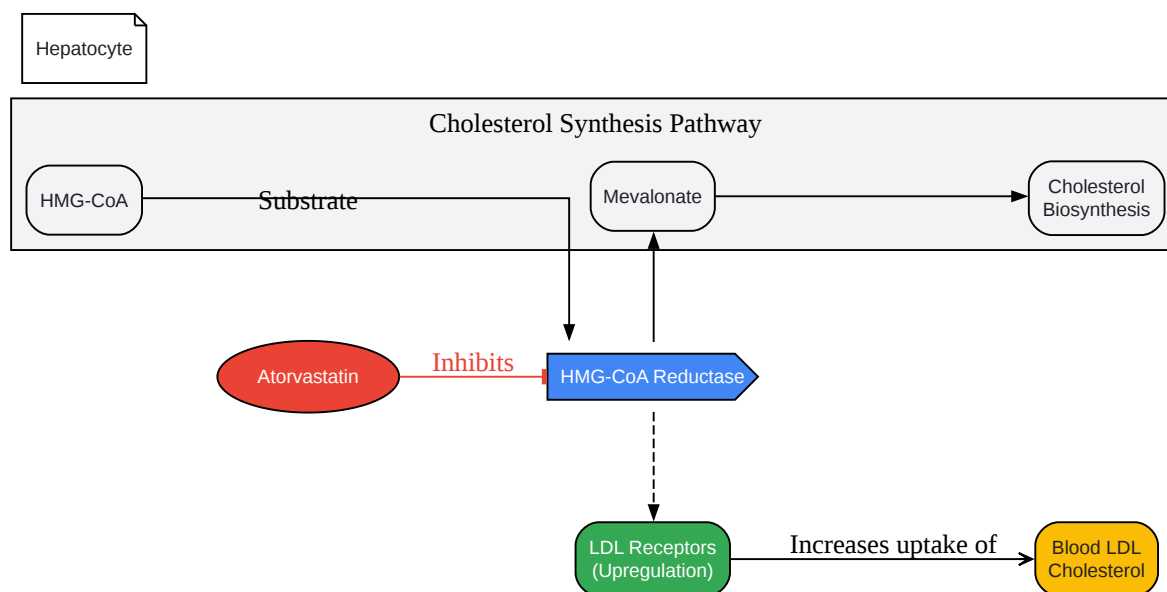 Hepatocyte
Cholesterol Synthesis Pathway
HMG-CoA
Substrate
Mevalonate
Cholesterol
Biosynthesis
Atorvastatin
Inhibits
HMG-CoA Reductase
LDL Receptors
(Upregulation)
Increases uptake of
Blood LDL
Cholesterol